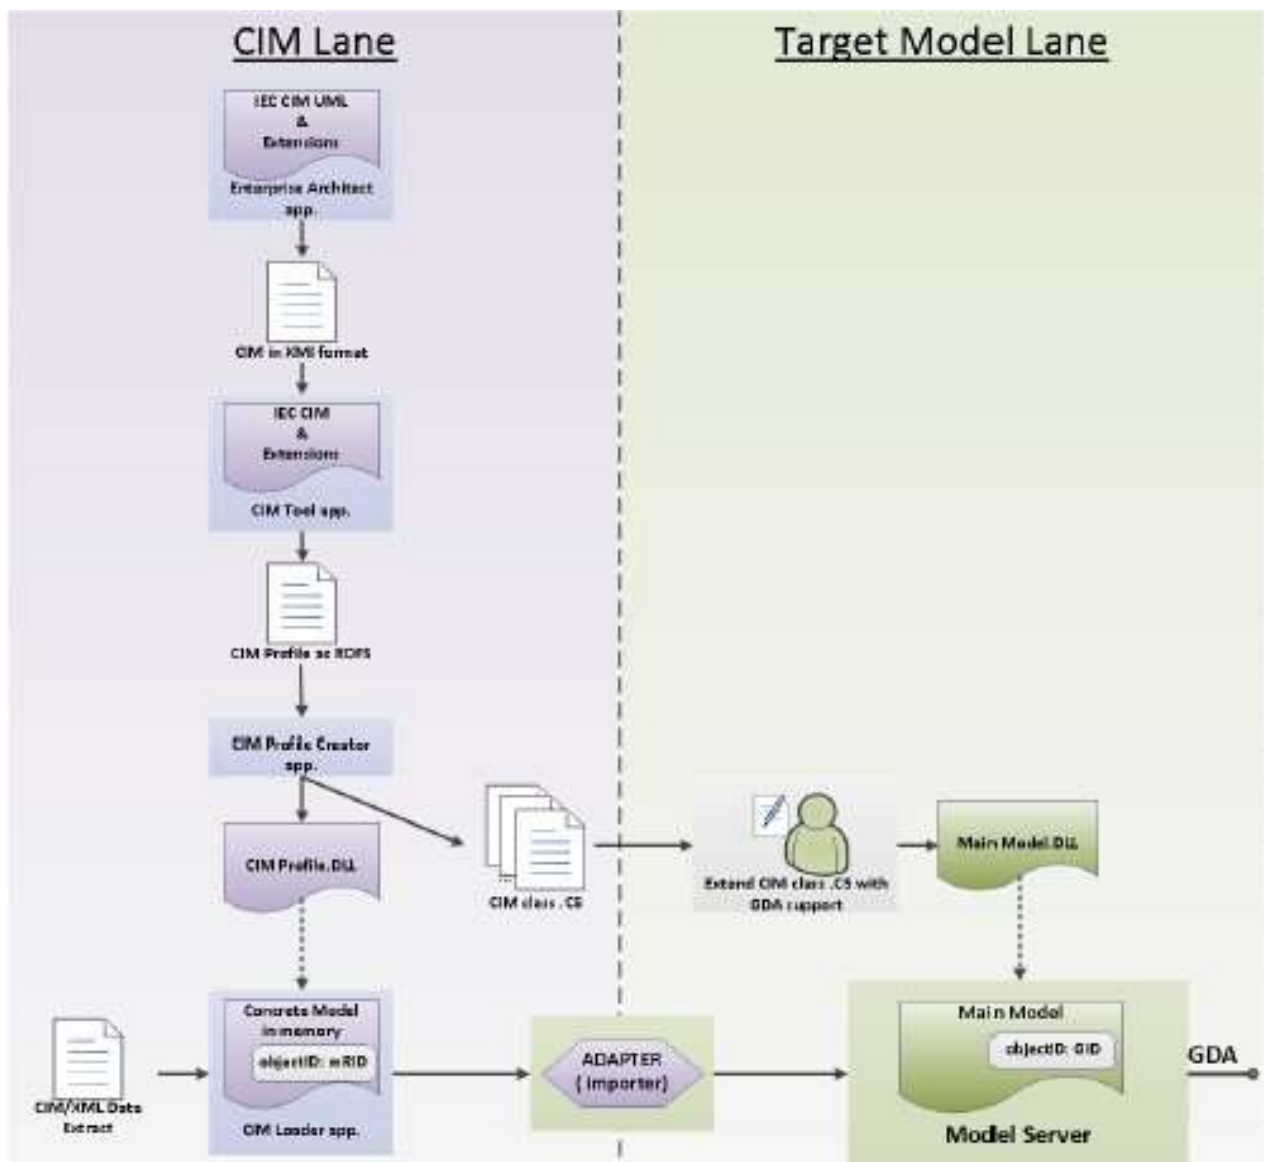 CIM Lane
Target Model Lane
IEC CIM UML
&
Extensions
Enterprise Architect
app.
CIM in XMI format
IEC CIM
&
Extensions
CIM Tool app.
CIM Profile as RDFS
CIM Profile Creator
app.
CIM Profile.DLL
CIM class .CS
Extend CIM class .CS with
GDA support
Main Model.DLL
Concrete Model
in memory
objectID: mRID
CIM Loader app.
CIM/XML Data
Extract
ADAPTER
( importer)
Main Model
objectID: GID
Model Server
GDA